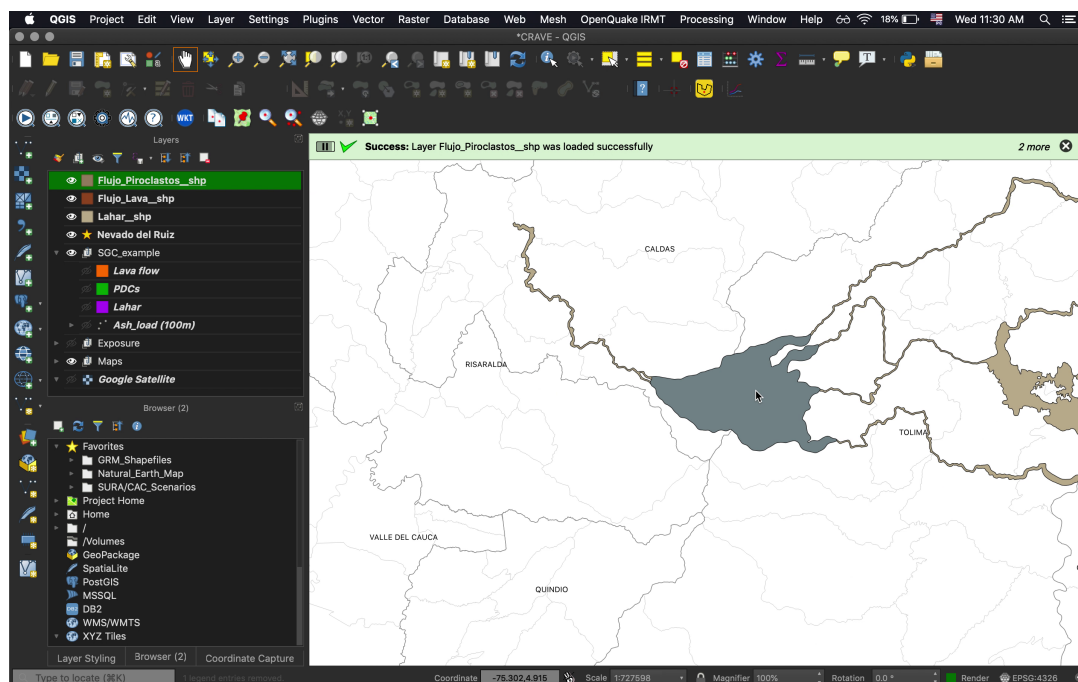 QGIS Project Edit View Layer Settings Plugins Vector Raster Database Web Mesh OpenQuake IRMT Processing Window Help 18% Wed 11:30 AM
*CRAVE - QGIS
WKT
Layers
Success: Layer Flujo_Piroclastos__shp was loaded successfully 2 more
Flujo_Piroclastos__shp
Flujo_Lava__shp
Lahar__shp
Nevado del Ruiz
SGC_example
Lava flow
PDCs
Lahar
Ash_load (100m)
Exposure
Maps
Google Satellite
CALDAS
RISARALDA
TOLIMA
VALLE DEL CAUCA
QUINDIO
Browser (2)
Favorites
GRM_Shapefiles
Natural_Earth_Map
SURA/CAC_Scenarios
Project Home
Home
/
/Volumes
GeoPackage
SpatiaLite
PostGIS
MSSQL
DB2
WMS/WMTS
XYZ Tiles
Layer Styling Browser (2) Coordinate Capture
Type to locate (⌘K) 1 legend entries removed. Coordinate -75.302,4.915 Scale 1:727598 Magnifier 100% Rotation 0.0 ° Render EPSG:4326